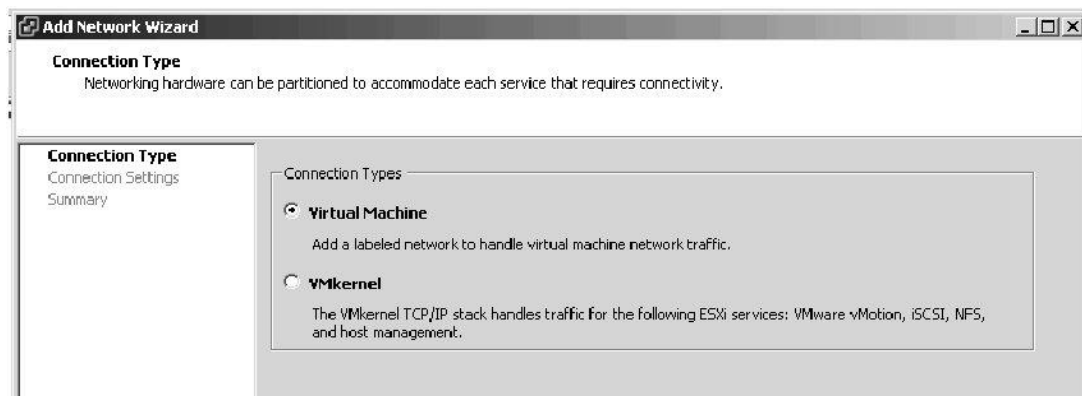 Add Network Wizard
Connection Type
Networking hardware can be partitioned to accommodate each service that requires connectivity.
Connection Type
Connection Settings
Summary
Connection Types
Virtual Machine
Add a labeled network to handle virtual machine network traffic.
VMkernel
The VMkernel TCP/IP stack handles traffic for the following ESXi services: VMware vMotion, iSCSI, NFS,
and host management.